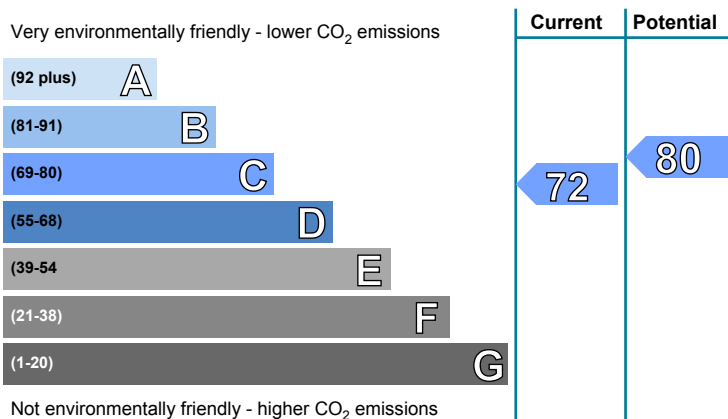 Current Potential
Very environmentally friendly - lower CO2 emissions
(92 plus) A
(81-91) B
(69-80) C
(55-68) D
(39-54 E
(21-38) F
(1-20) G
72
80
Not environmentally friendly - higher CO2 emissions